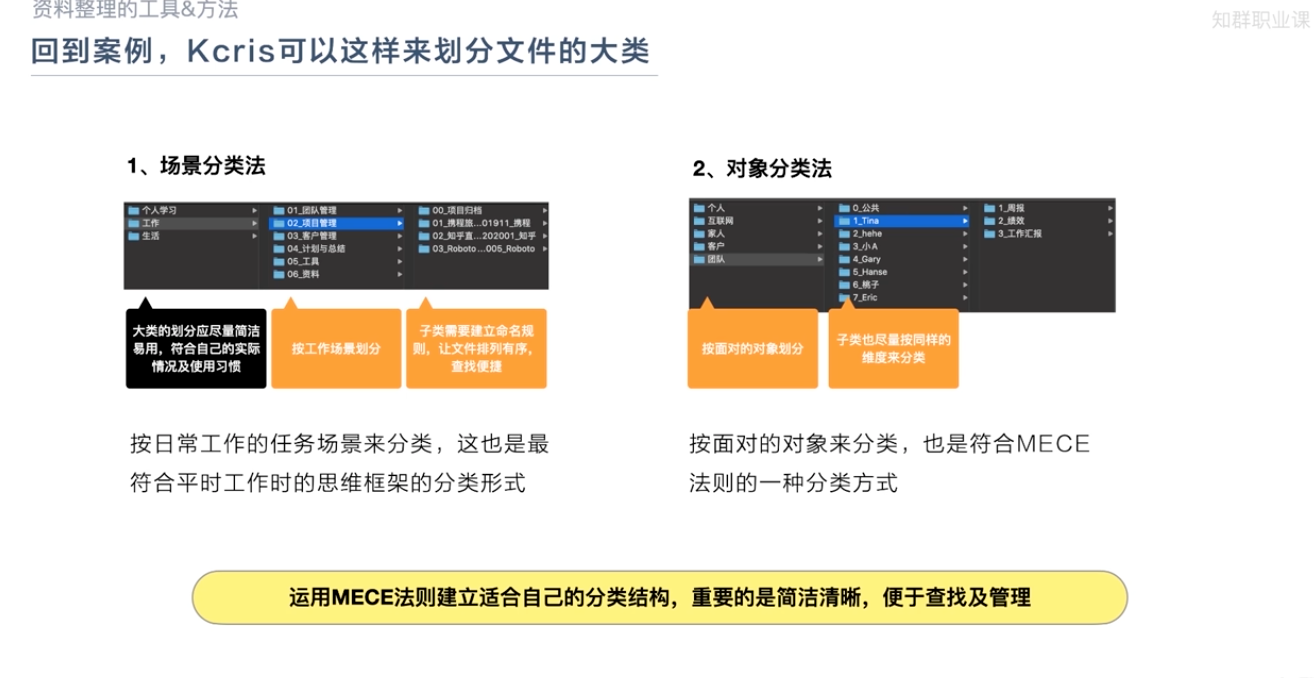 资料整理的工具&方法
知群职业课
回到案例，Kcris可以这样来划分文件的大类
1、场景分类法
个人学习
工作
生活
01_团队管理
02_项目管理
03_客户管理
04_计划与总结
05_工具
06_资料
00_项目归档
01_携程旅...01911_携程
02_知乎直...202001_知乎
03_Roboto...005_Roboto
大类的划分应尽量简洁
易用，符合自己的实际
情况及使用习惯
按工作场景划分
子类需要建立命名规
则，让文件排列有序，
查找便捷
按日常工作的任务场景来分类，这也是最
符合平时工作时的思维框架的分类形式
2、对象分类法
个人
互联网
家人
客户
团队
0_公共
1_Tina
2_hehe
3_小A
4_Gary
5_Hanse
6_桃子
7_Eric
1_周报
2_绩效
3_工作汇报
按面对的对象划分
子类也尽量按同样的
维度来分类
按面对的对象来分类，也是符合MECE
法则的一种分类方式
运用MECE法则建立适合自己的分类结构，重要的是简洁清晰，便于查找及管理